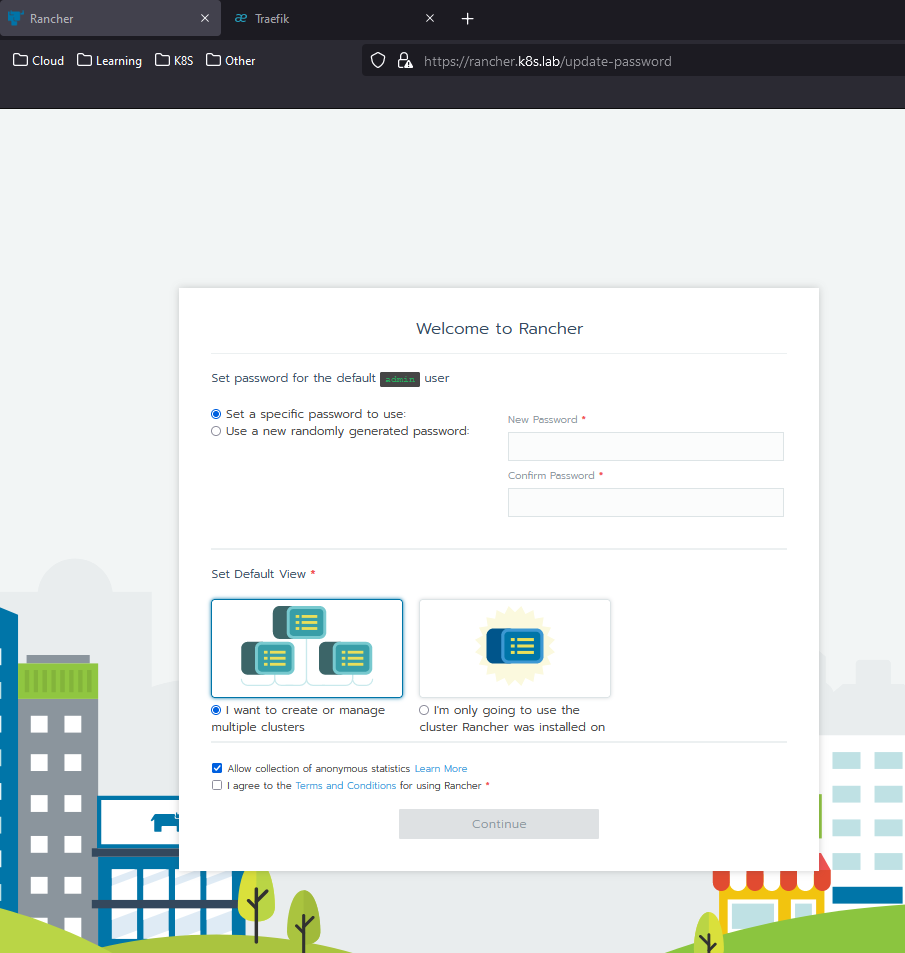 Rancher
Traefik
Cloud Learning K8S Other
https://rancher.k8s.lab/update-password
Welcome to Rancher
Set password for the default admin user
Set a specific password to use:
Use a new randomly generated password:
New Password *
Confirm Password *
Set Default View *
I want to create or manage
multiple clusters
I'm only going to use the
cluster Rancher was installed on
Allow collection of anonymous statistics Learn More
I agree to the Terms and Conditions for using Rancher *
Continue